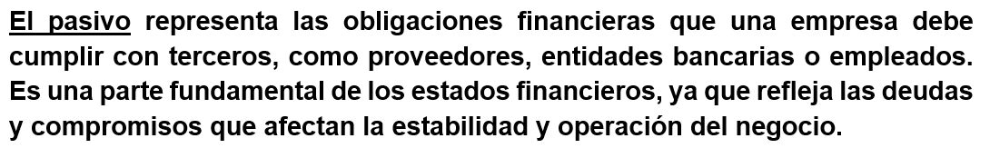 El pasivo representa las obligaciones financieras que una empresa debe
cumplir con terceros, como proveedores, entidades bancarias o empleados.
Es una parte fundamental de los estados financieros, ya que refleja las deudas
y compromisos que afectan la estabilidad y operación del negocio.